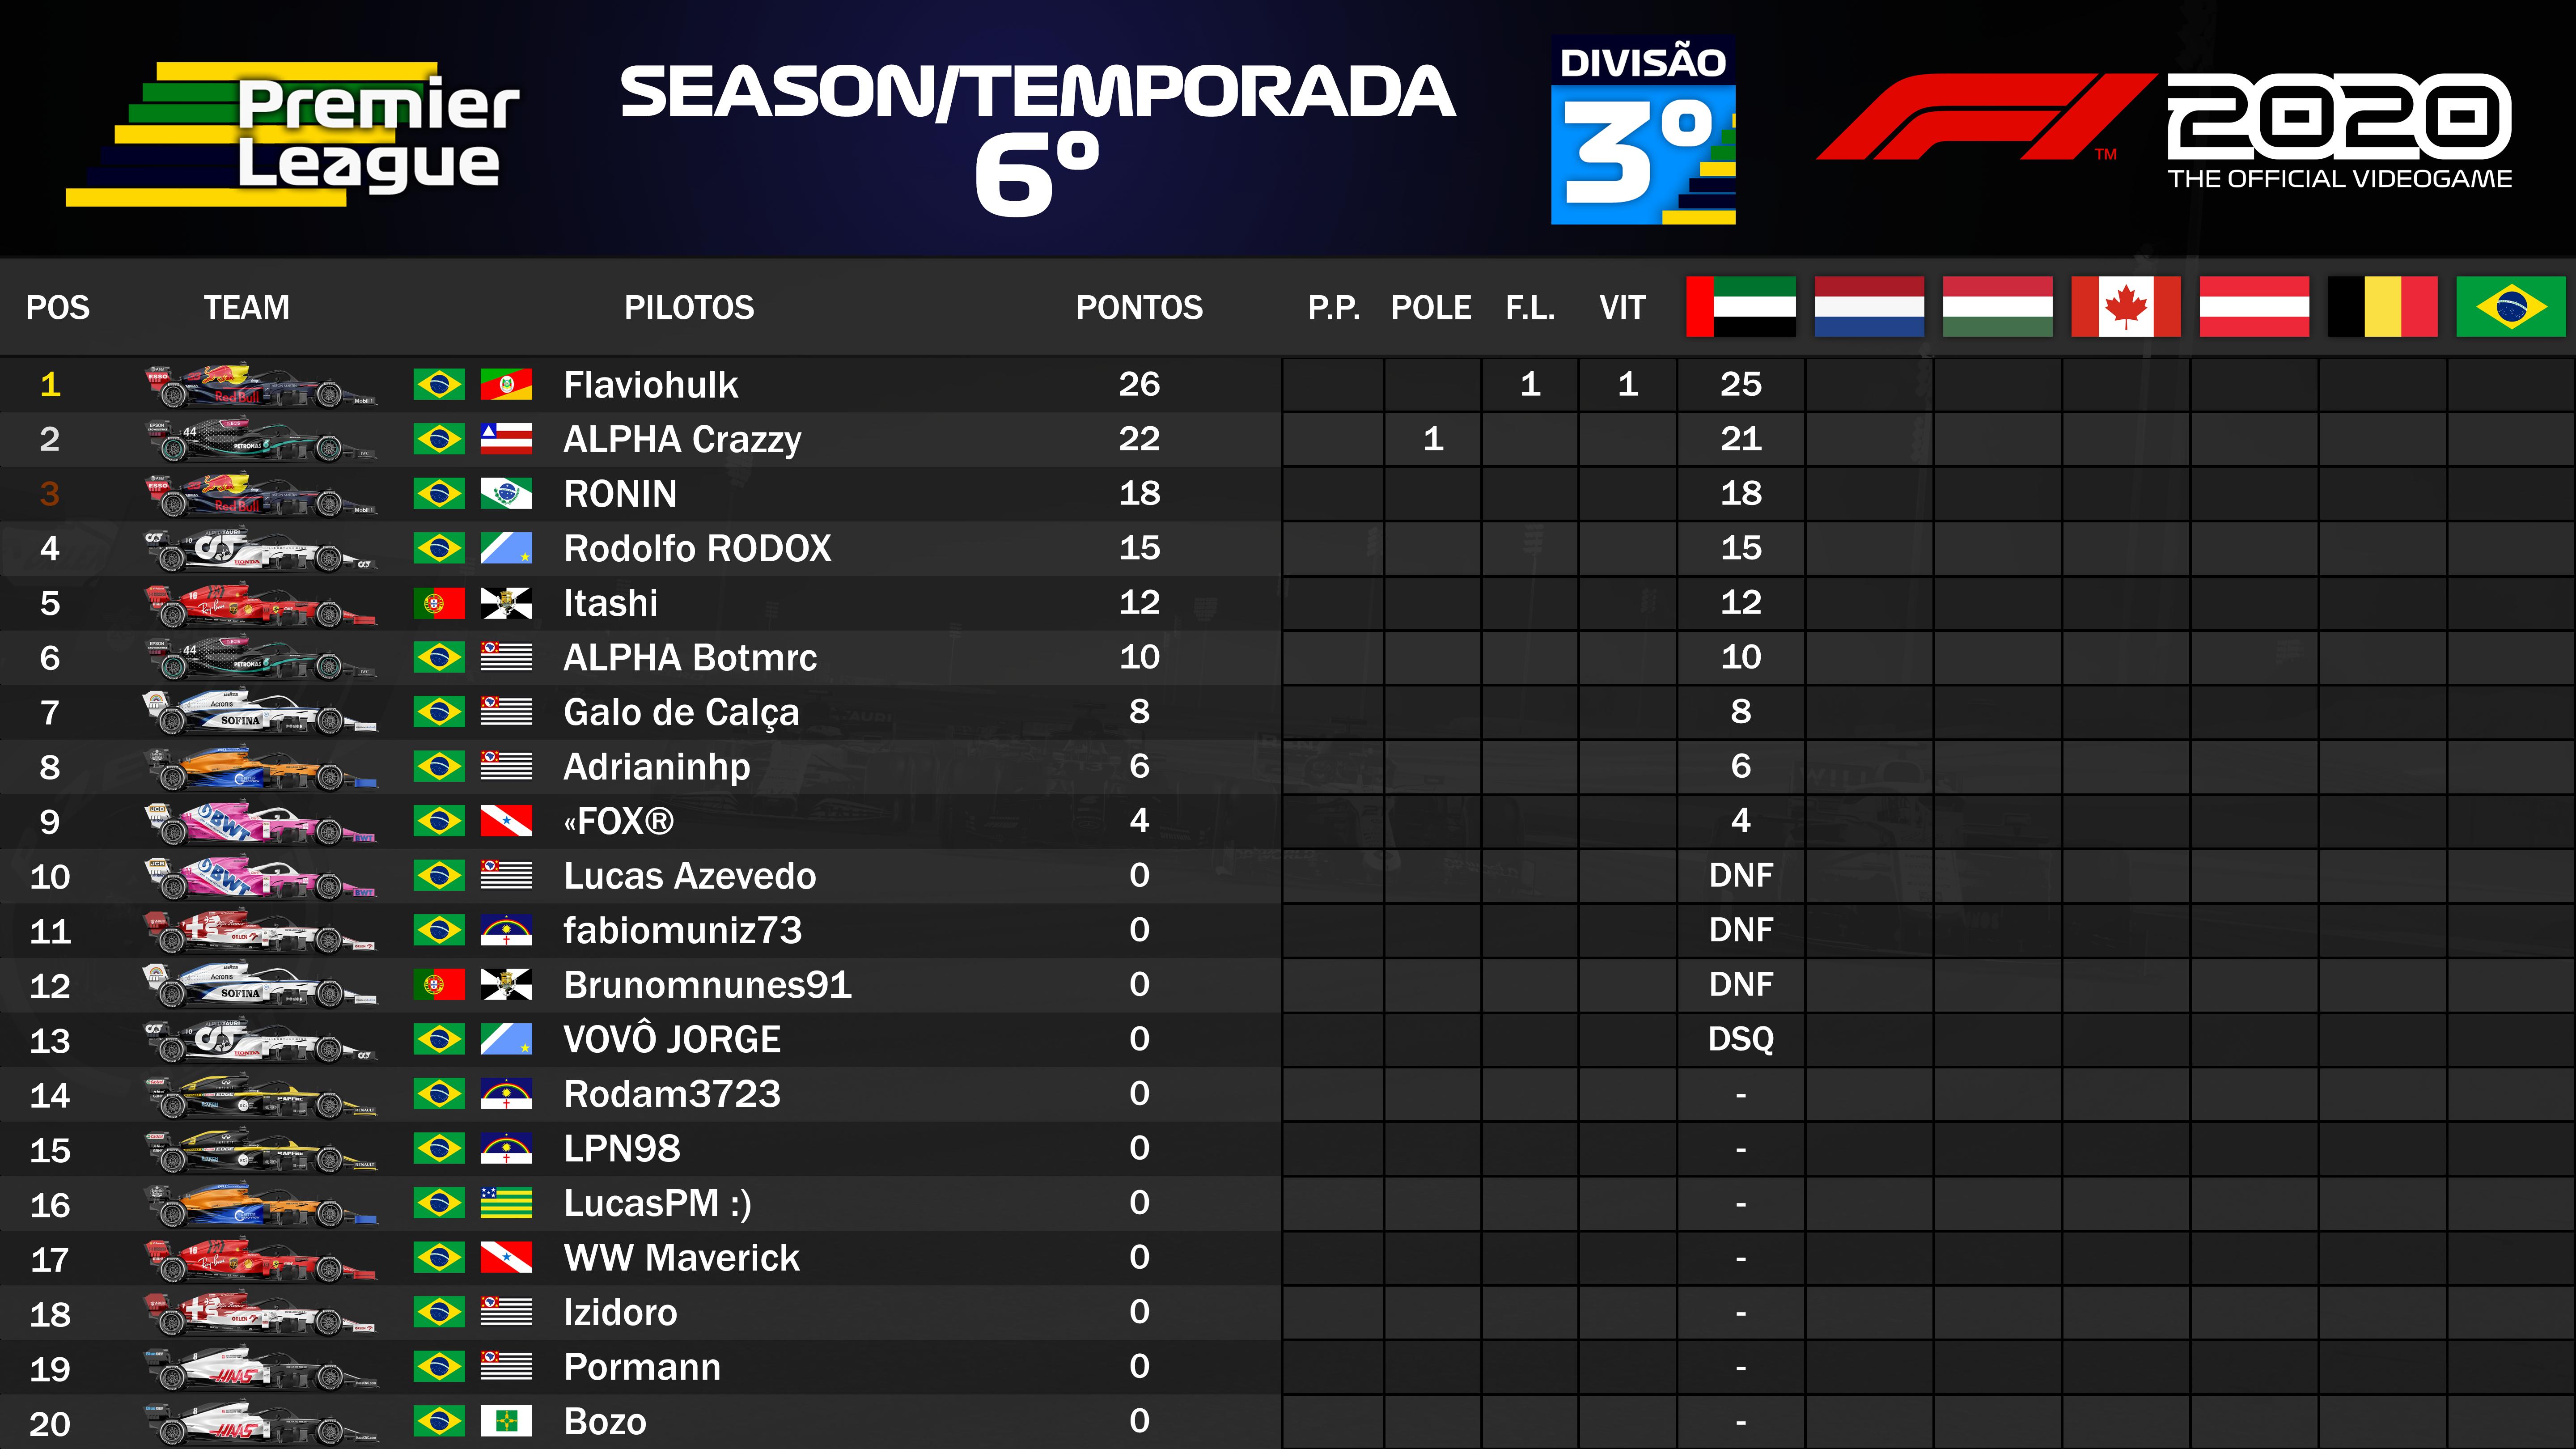 Premier
League
SEASON/TEMPORADA
6º
DIVISÃO
3º
F1 TM
2020
THE OFFICIAL VIDEOGAME
POS TEAM PILOTOS PONTOS P.P. POLE F.L. VIT
1 Flaviohulk 26 1 1 25
2 ALPHA Crazzy 22 1 21
3 RONIN 18 18
4 Rodolfo RODOX 15 15
5 Itashi 12 12
6 ALPHA Botmrc 10 10
7 Galo de Calça 8 8
8 Adrianinhp 6 6
9 «FOX® 4 4
10 Lucas Azevedo 0 DNF
11 fabiomuniz73 0 DNF
12 Brunomnunes91 0 DNF
13 VOVÔ JORGE 0 DSQ
14 Rodam3723 0 -
15 LPN98 0 -
16 LucasPM :) 0 -
17 WW Maverick 0 -
18 Izidoro 0 -
19 Pormann 0 -
20 Bozo 0 -